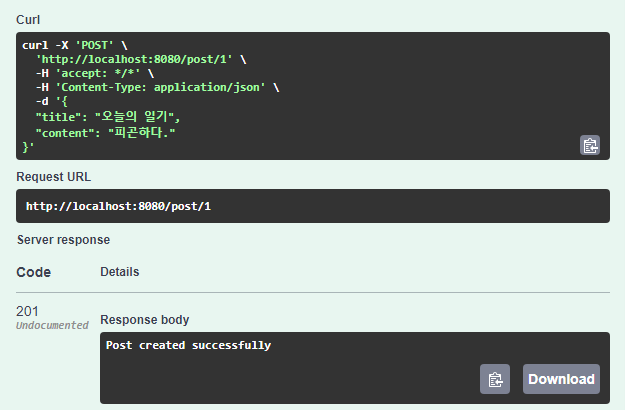 Curl
curl -X 'POST' \
'http://localhost:8080/post/1' \
-H 'accept: */*' \
-H 'Content-Type: application/json' \
-d '{
"title": "오늘의 일기",
"content": "피곤하다."
}'
Request URL
http://localhost:8080/post/1
Server response
Code Details
201
Undocumented
Response body
Post created successfully
Download